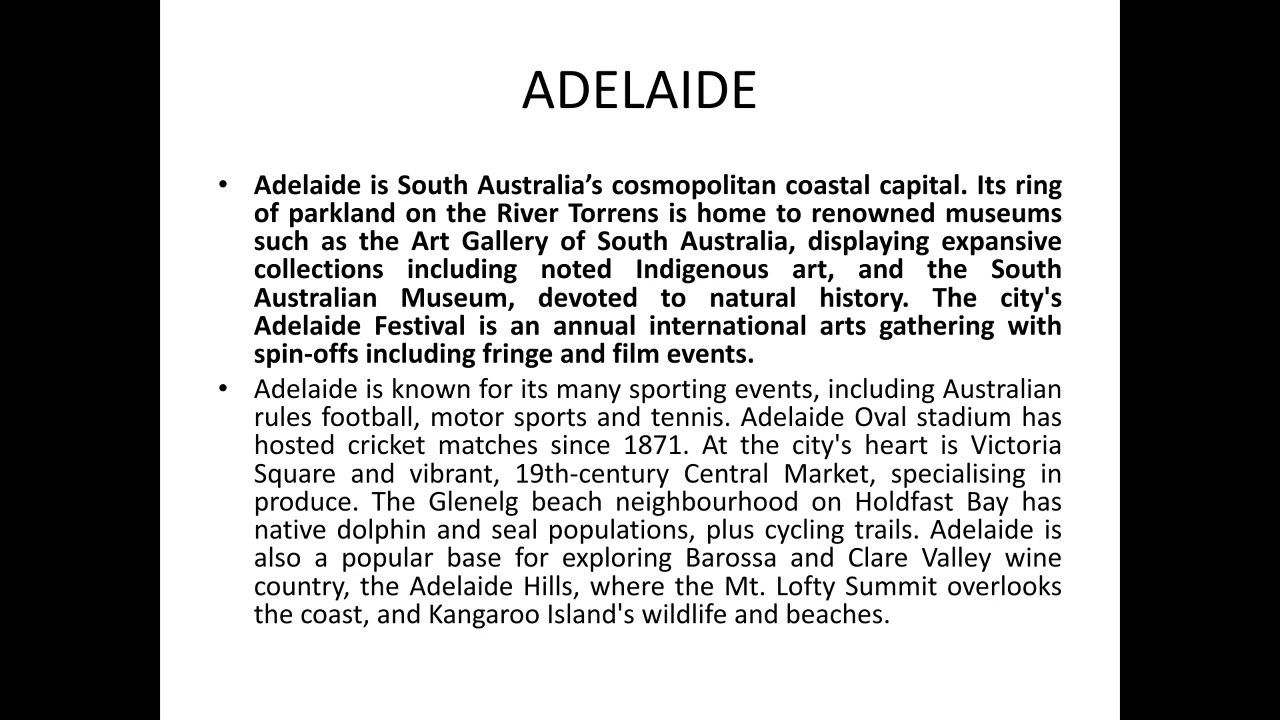 ADELAIDE
• Adelaide is South Australia’s cosmopolitan coastal capital. Its ring
of parkland on the River Torrens is home to renowned museums
such as the Art Gallery of South Australia, displaying expansive
collections including noted Indigenous art, and the South
Australian Museum, devoted to natural history. The city's
Adelaide Festival is an annual international arts gathering with
spin-offs including fringe and film events.
• Adelaide is known for its many sporting events, including Australian
rules football, motor sports and tennis. Adelaide Oval stadium has
hosted cricket matches since 1871. At the city's heart is Victoria
Square and vibrant, 19th-century Central Market, specialising in
produce. The Glenelg beach neighbourhood on Holdfast Bay has
native dolphin and seal populations, plus cycling trails. Adelaide is
also a popular base for exploring Barossa and Clare Valley wine
country, the Adelaide Hills, where the Mt. Lofty Summit overlooks
the coast, and Kangaroo Island's wildlife and beaches.